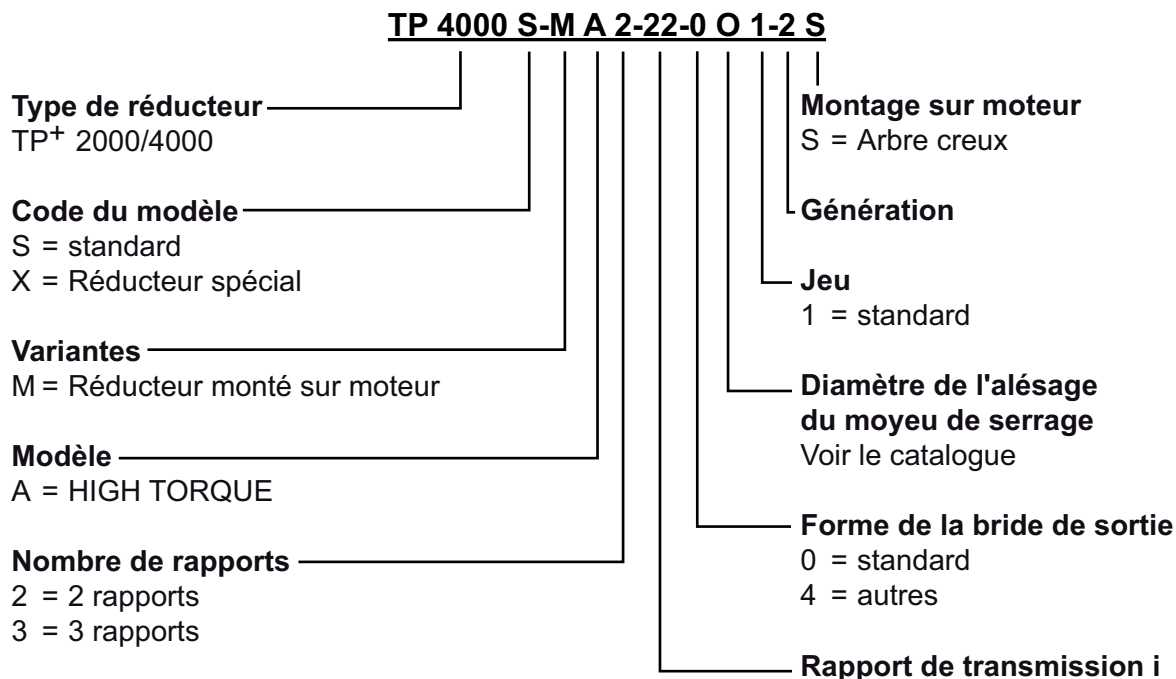 TP 4000 S-M A 2-22-0 O 1-2 S
Type de réducteur
TP+ 2000/4000
Code du modèle
S = standard
X = Réducteur spécial
Variantes
M = Réducteur monté sur moteur
Modèle
A = HIGH TORQUE
Nombre de rapports
2 = 2 rapports
3 = 3 rapports
Montage sur moteur
S = Arbre creux
Génération
Jeu
1 = standard
Diamètre de l'alésage
du moyeu de serrage
Voir le catalogue
Forme de la bride de sortie
0 = standard
4 = autres
Rapport de transmission i